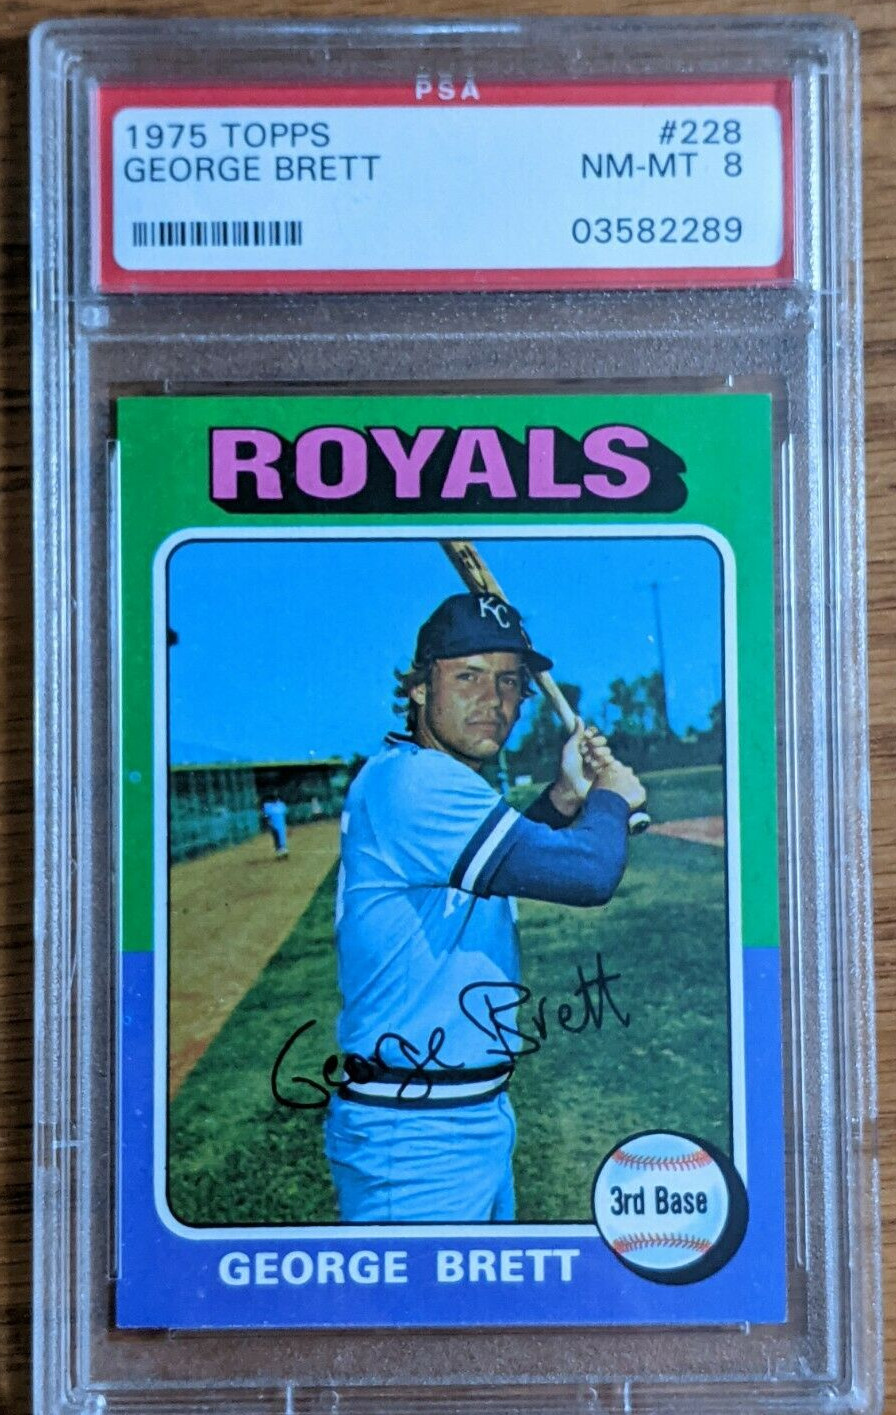 PSA
1975 TOPPS #228
GEORGE BRETT NM-MT 8
03582289
ROYALS
KC
George Brett
3rd Base
GEORGE BRETT